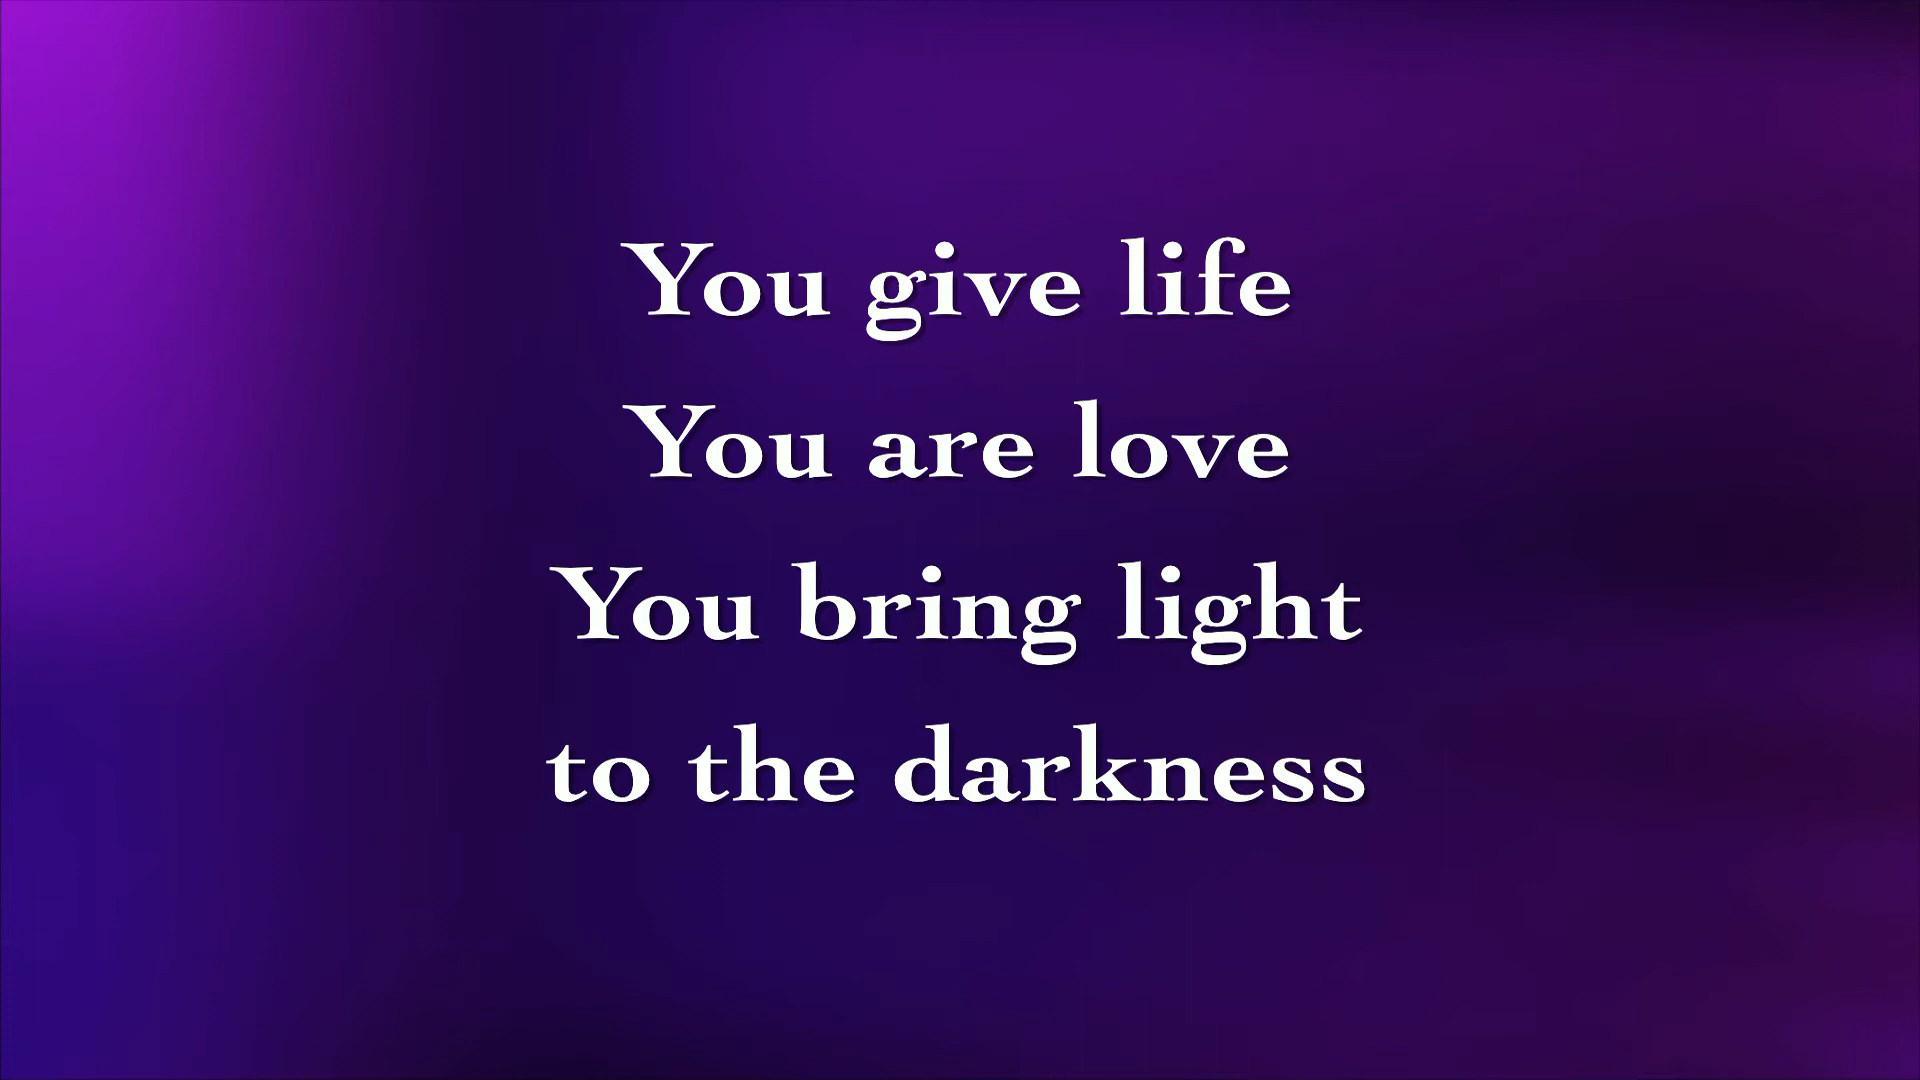 You give life
You are love
You bring light
to the darkness